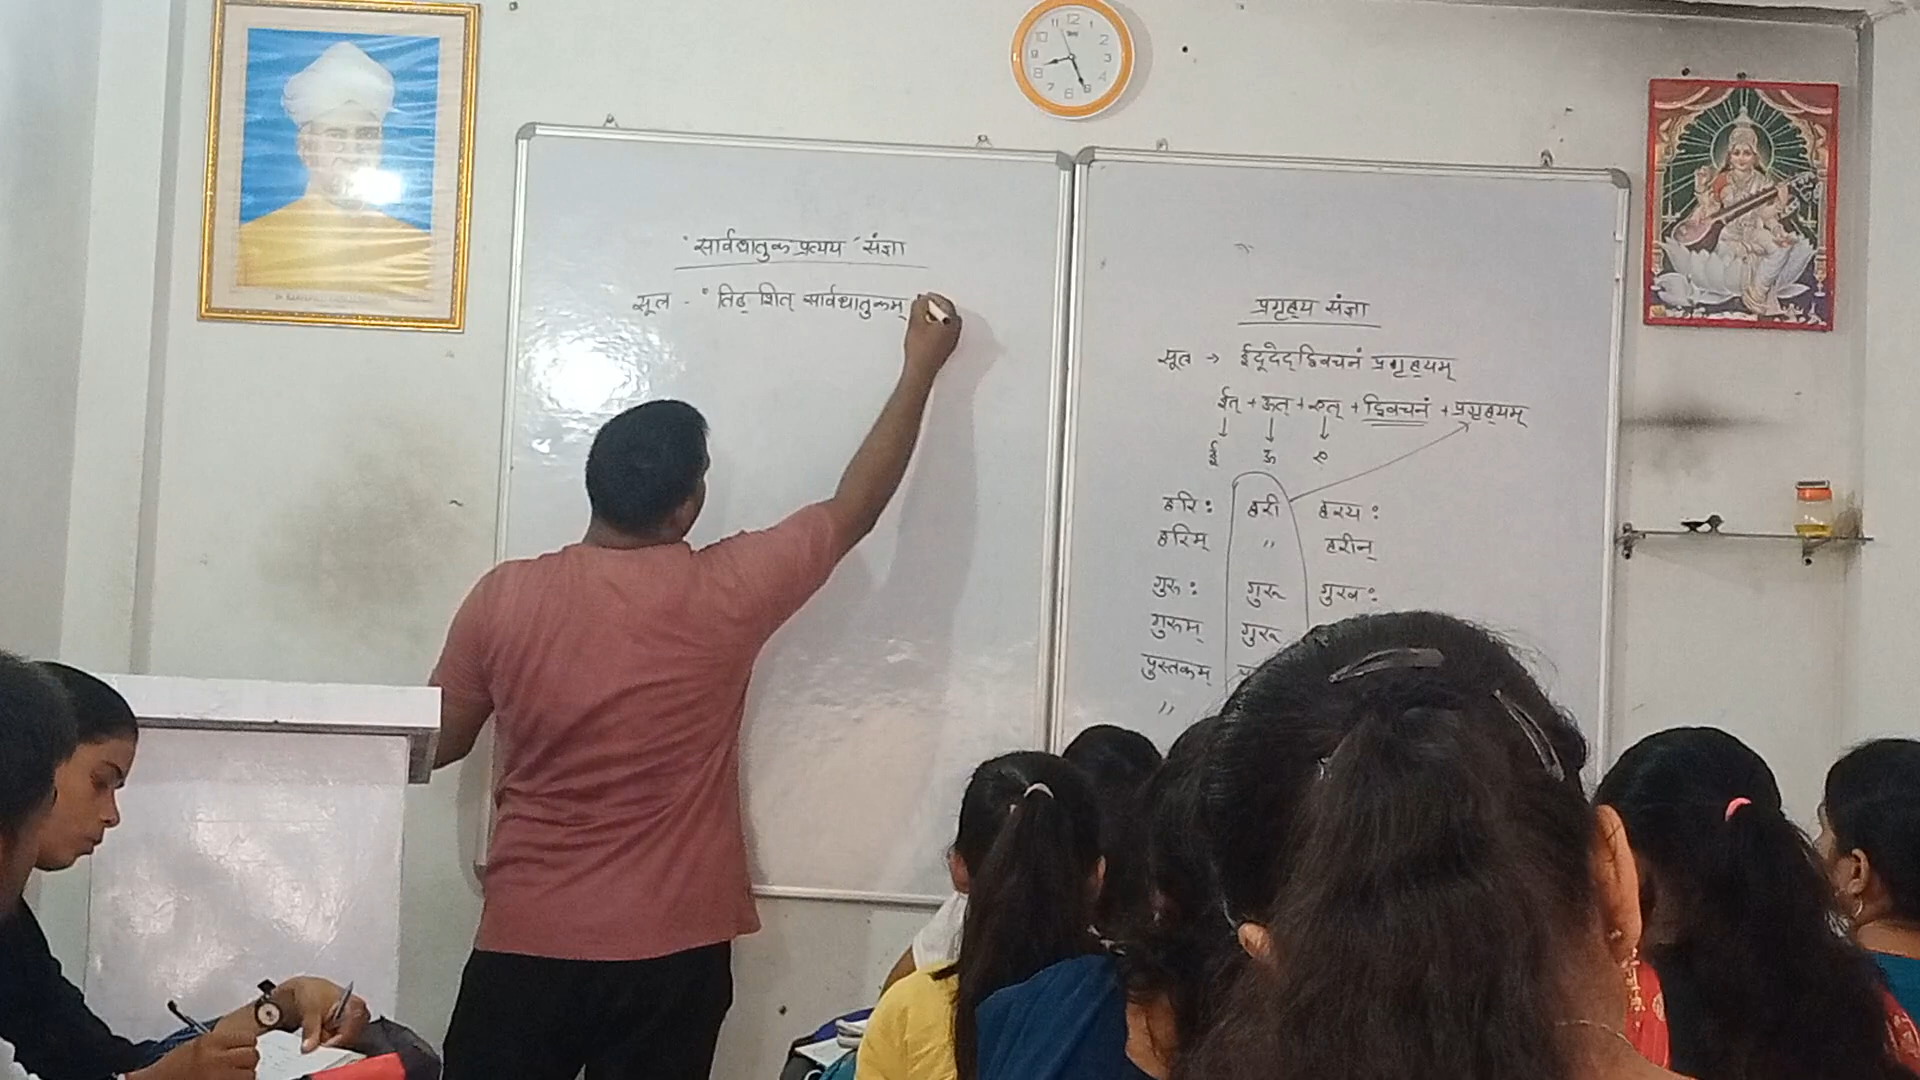 "सार्वधातुक प्रत्यय" संज्ञा
सूत्र - "तिङ् शित् सार्वधातुकम्
प्रगृह्य संज्ञा
सूत्र → ईदूदेद्द्विवचनं प्रगृह्यम्
ईत् + ऊत् + एत् + द्विवचनं + प्रगृह्यम्
↓ ↓ ↓
ई ऊ ए
हरि: हरी हरय:
हरिम् " हरीन्
गुरु: गुरू गुरव:
गुरुम् गुरू
पुस्तकम्
"